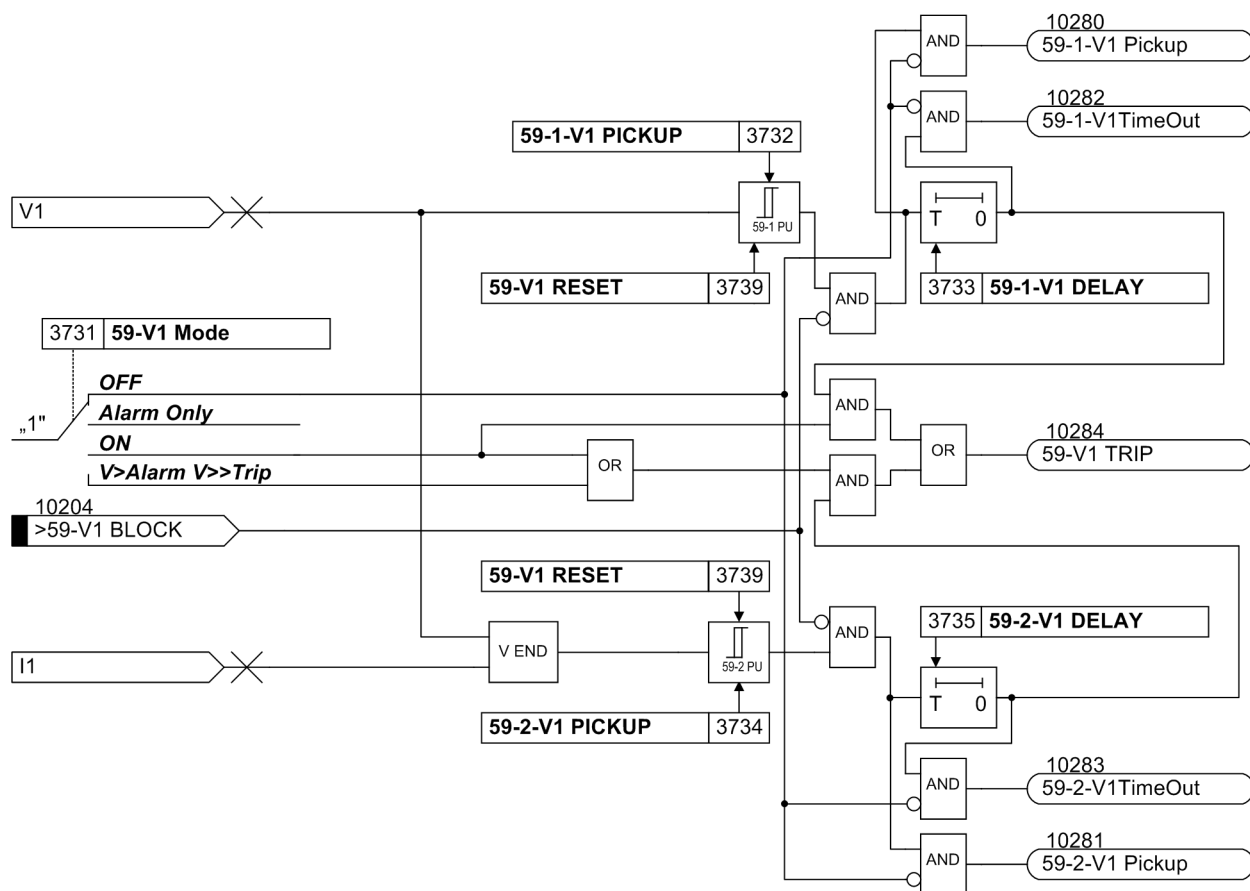 10280
AND
59-1-V1 Pickup
10282
AND
59-1-V1TimeOut
59-1-V1 PICKUP 3732
V1
59-1 PU
T 0
59-V1 RESET 3739
AND
3733 59-1-V1 DELAY
3731 59-V1 Mode
OFF
„1"
Alarm Only
AND
ON
10284
OR
OR
59-V1 TRIP
V>Alarm V>>Trip
AND
10204
>59-V1 BLOCK
59-V1 RESET 3739
3735 59-2-V1 DELAY
AND
I1
V END
59-2 PU
T 0
59-2-V1 PICKUP 3734
10283
AND
59-2-V1TimeOut
10281
AND
59-2-V1 Pickup